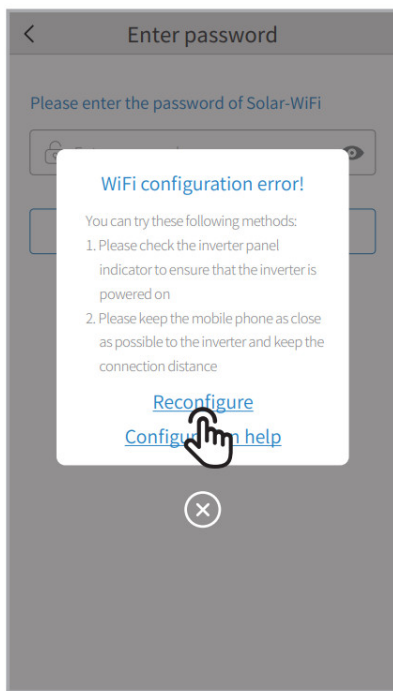 Enter password
Please enter the password of Solar-WiFi
WiFi configuration error!
You can try these following methods:
1. Please check the inverter panel
indicator to ensure that the inverter is
powered on
2. Please keep the mobile phone as close
as possible to the inverter and keep the
connection distance
Reconfigure
help